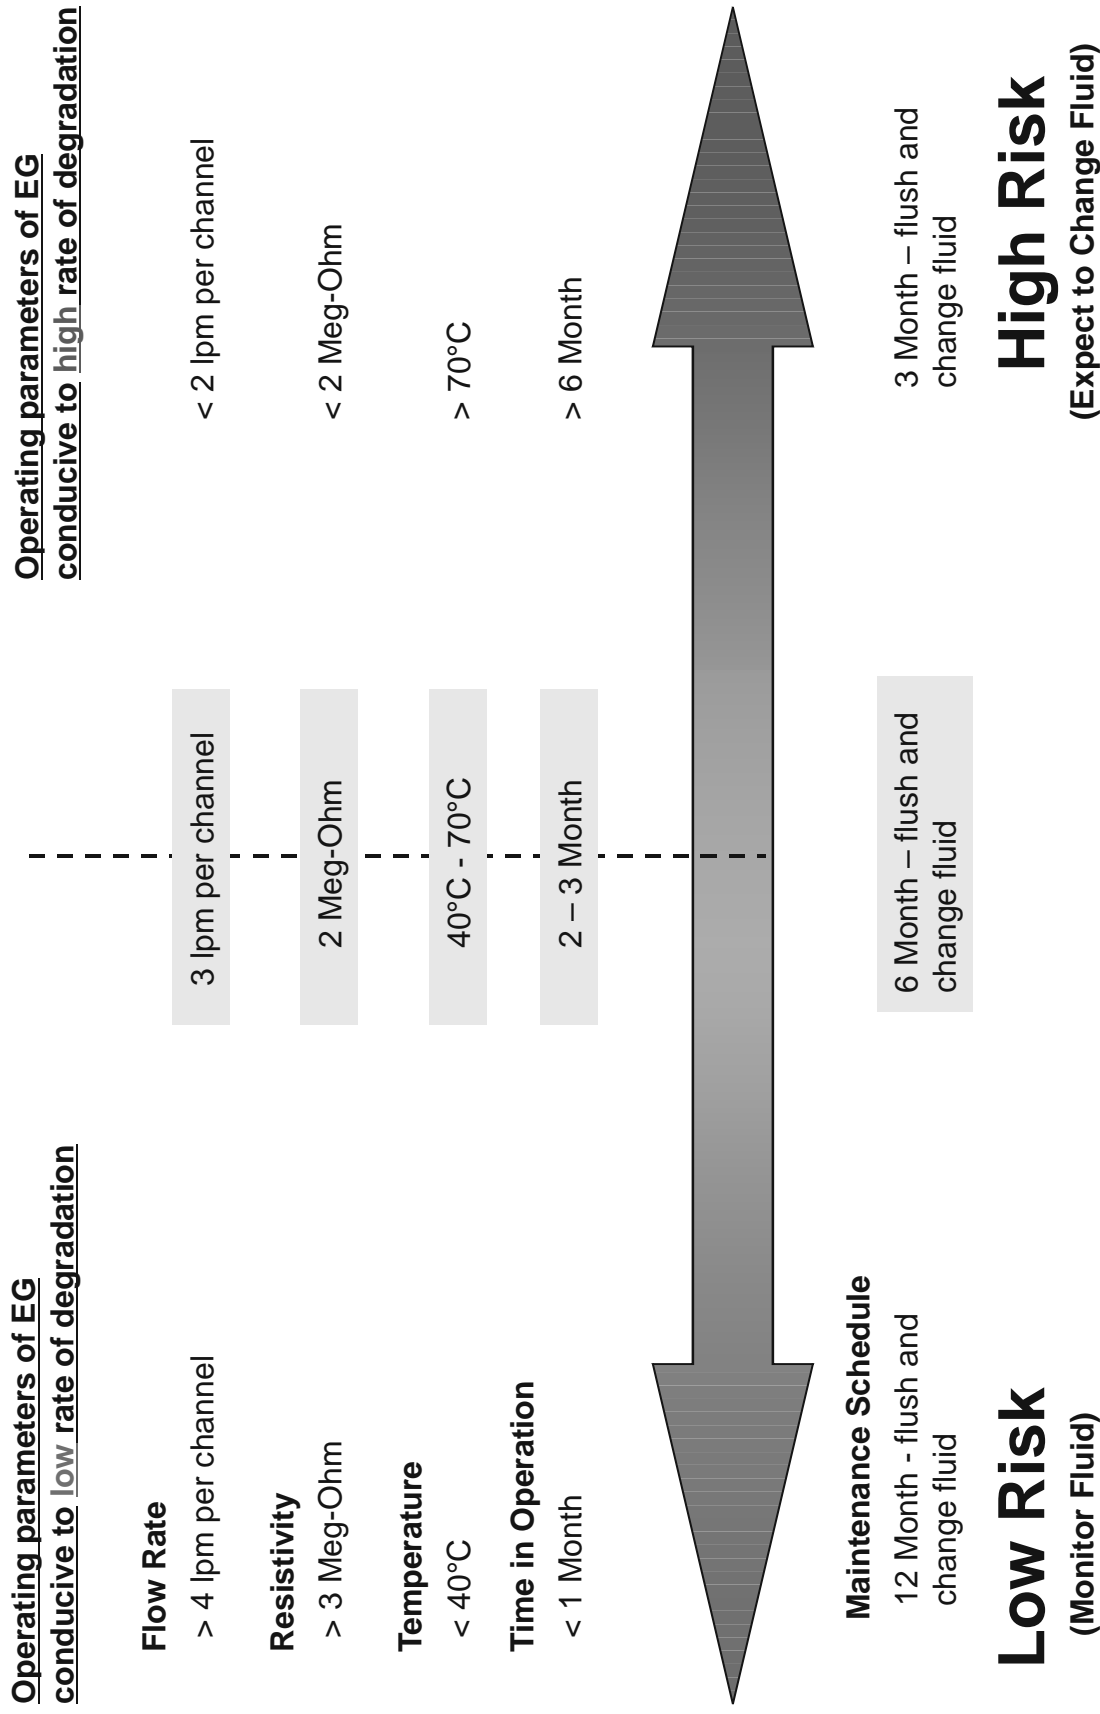 Operating parameters of EG
conducive to low rate of degradation
Operating parameters of EG
conducive to high rate of degradation
Flow Rate
> 4 lpm per channel
3 lpm per channel
< 2 lpm per channel
Resistivity
> 3 Meg-Ohm
2 Meg-Ohm
< 2 Meg-Ohm
Temperature
< 40°C
40°C - 70°C
> 70°C
Time in Operation
< 1 Month
2 – 3 Month
> 6 Month
Maintenance Schedule
12 Month - flush and
change fluid
6 Month – flush and
change fluid
3 Month – flush and
change fluid
Low Risk
(Monitor Fluid)
High Risk
(Expect to Change Fluid)